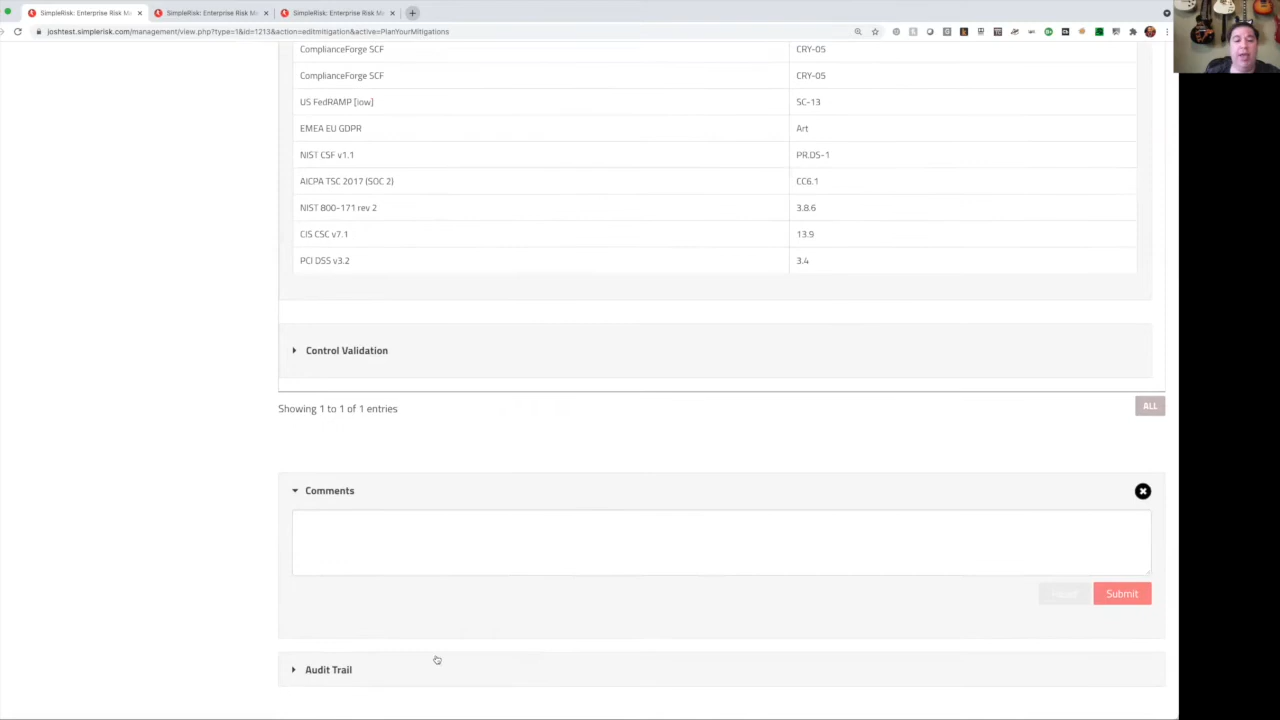 SimpleRisk: Enterprise Risk M
SimpleRisk: Enterprise Risk M
SimpleRisk: Enterprise Risk M
joshtest.simplerisk.com/management/view.php?type=1&id=1213&action=editmitigation&active=PlanYourMitigations
ComplianceForge SCF CRY-05
ComplianceForge SCF CRY-05
US FedRAMP [low] SC-13
EMEA EU GDPR Art
NIST CSF v1.1 PR.DS-1
AICPA TSC 2017 (SOC 2) CC6.1
NIST 800-171 rev 2 3.8.6
CIS CSC v7.1 13.9
PCI DSS v3.2 3.4
Control Validation
Showing 1 to 1 of 1 entries
ALL
Comments
Reset Submit
Audit Trail